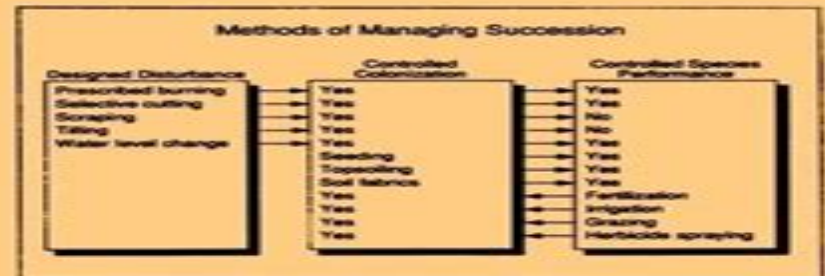 Methods of Managing Succession
Designed Disturbance
Controlled Colonization
Controlled Species Performance
Prescribed burning Yes Yes
Selective cutting Yes Yes
Scraping Yes No
Tilling Yes No
Water level change Yes Yes
Seeding Yes
Topsoiling Yes
Soil fabrics Yes
Yes Fertilization
Yes Irrigation
Yes Grazing
Yes Herbicide spraying